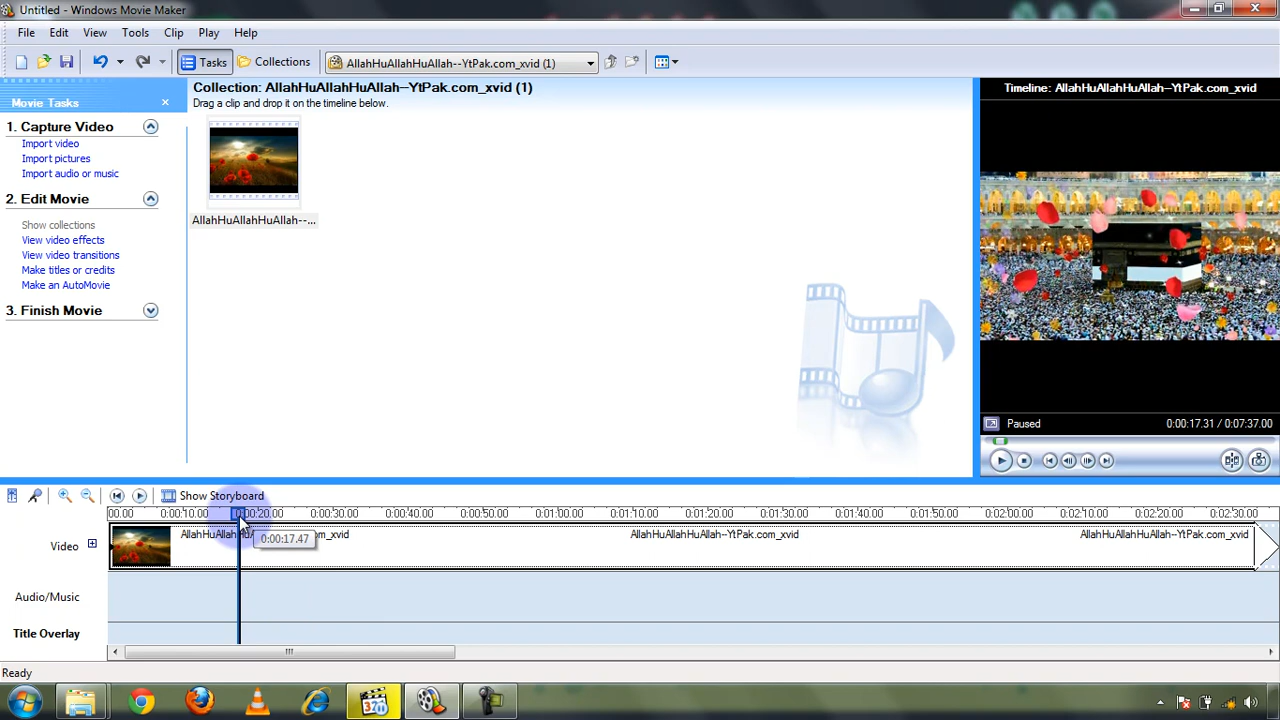 Untitled - Windows Movie Maker
File Edit View Tools Clip Play Help
Tasks Collections AllahHuAllahHuAllah--YtPak.com_xvid (1)
Movie Tasks
1. Capture Video
Import video
Import pictures
Import audio or music
2. Edit Movie
Show collections
View video effects
View video transitions
Make titles or credits
Make an AutoMovie
3. Finish Movie
Collection: AllahHuAllahHuAllah--YtPak.com_xvid (1)
Drag a clip and drop it on the timeline below.
AllahHuAllahHuAllah--...
Timeline: AllahHuAllahHuAllah--YtPak.com_xvid
Paused 0:00:17.31 / 0:07:37.00
Show Storyboard
00.00 0:00:10.00 0:00:20.00 0:00:30.00 0:00:40.00 0:00:50.00 0:01:00.00 0:01:10.00 0:01:20.00 0:01:30.00 0:01:40.00 0:01:50.00 0:02:00.00 0:02:10.00 0:02:20.00 0:02:30.00
Video AllahHuAllahHuAllah--YtPak.com_xvid AllahHuAllahHuAllah--YtPak.com_xvid
0:00:17.47
Audio/Music
Title Overlay
Ready